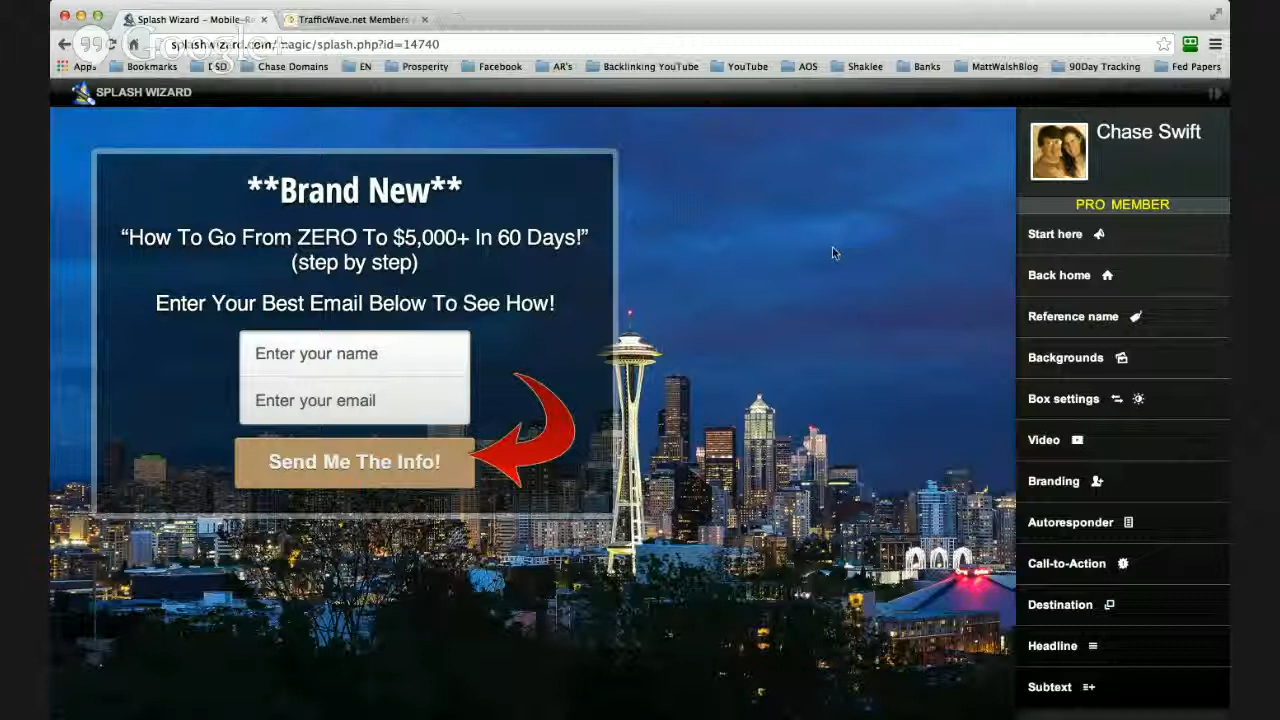 Splash Wizard – Mobile-R
TrafficWave.net Members
Google+
splashwizard.com/magic/splash.php?id=14740
Apps
Bookmarks
SD
Chase Domains
EN
Prosperity
Facebook
AR's
Backlinking YouTube
YouTube
AOS
Shaklee
Banks
MattWalshBlog
90Day Tracking
Fed Papers
SPLASH WIZARD
**Brand New**
“How To Go From ZERO To $5,000+ In 60 Days!”
(step by step)
Enter Your Best Email Below To See How!
Enter your name
Enter your email
Send Me The Info!
Chase Swift
PRO MEMBER
Start here
Back home
Reference name
Backgrounds
Box settings
Video
Branding
Autoresponder
Call-to-Action
Destination
Headline
Subtext